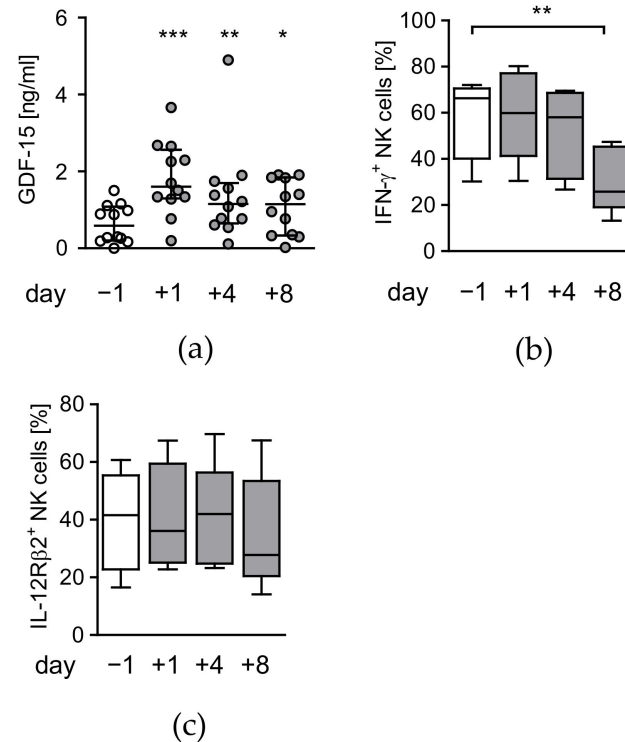 GDF-15 [ng/ml]
6
4
2
0
*** ** *
day −1 +1 +4 +8
(a)
IFN-γ+ NK cells [%]
100
80
60
40
20
0
**
day −1 +1 +4 +8
(b)
IL-12Rβ2+ NK cells [%]
80
60
40
20
0
day −1 +1 +4 +8
(c)